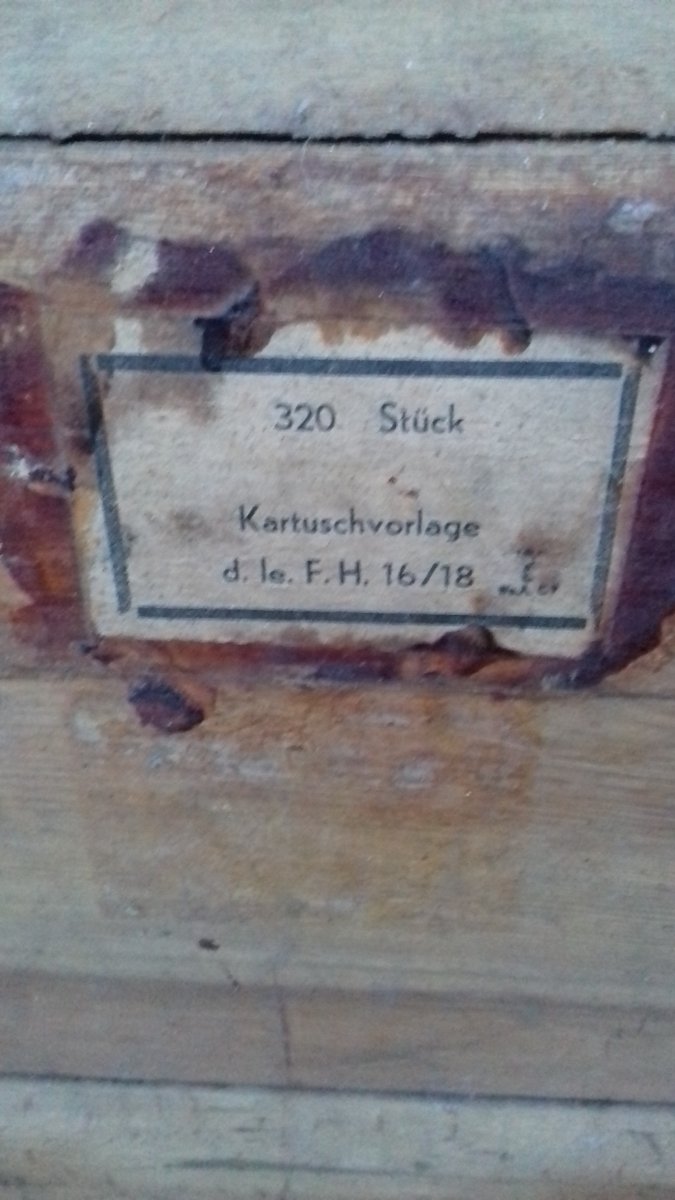 320 Stück
Kartuschvorlage
d. le. F. H. 16/18